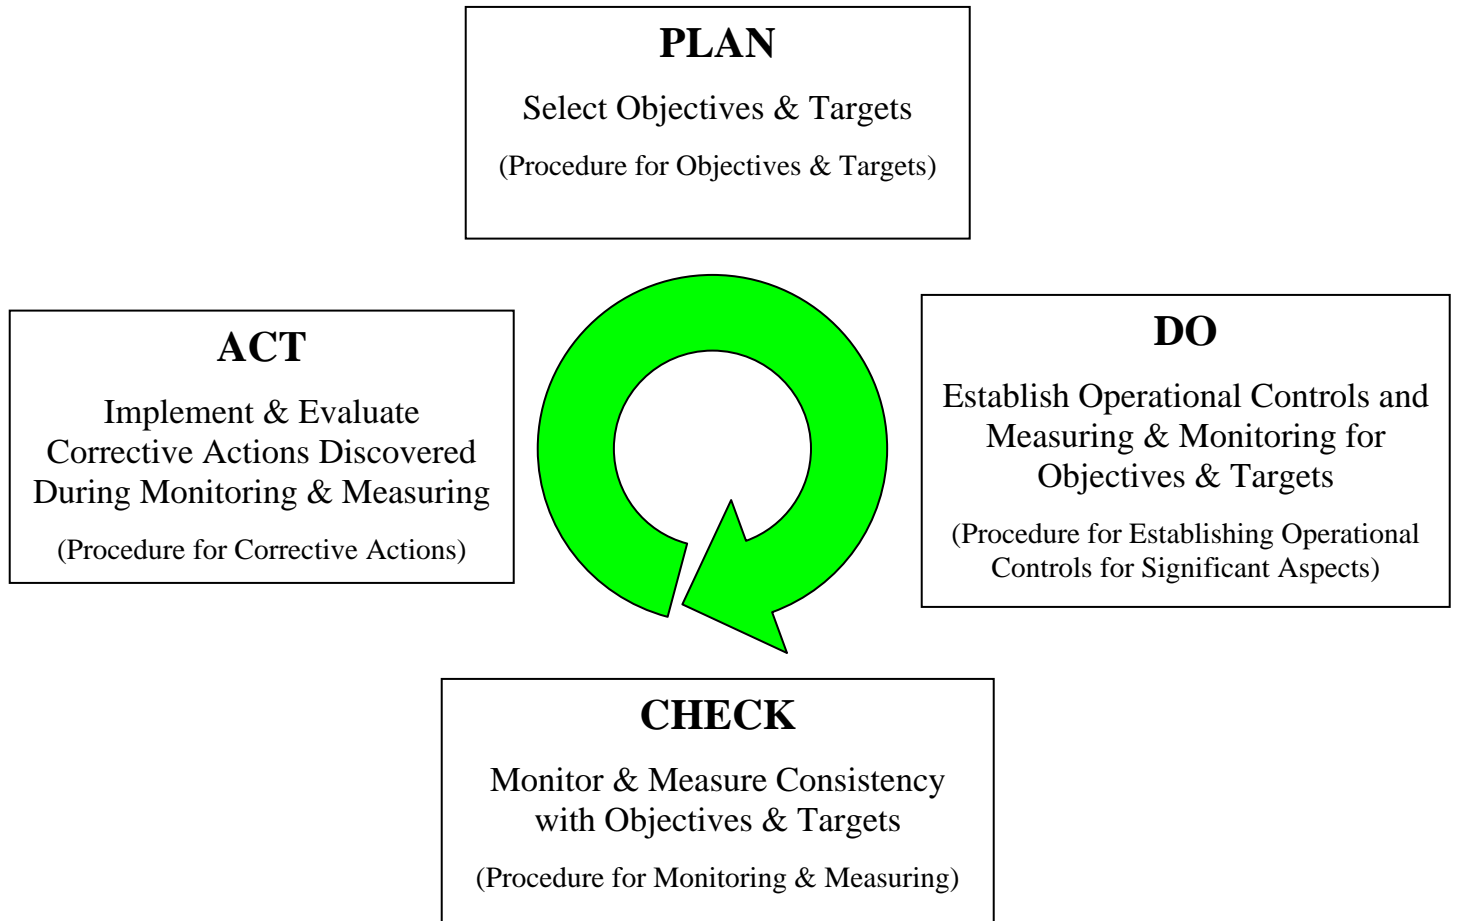 PLAN
Select Objectives & Targets
(Procedure for Objectives & Targets)
DO
Establish Operational Controls and
Measuring & Monitoring for
Objectives & Targets
(Procedure for Establishing Operational
Controls for Significant Aspects)
CHECK
Monitor & Measure Consistency
with Objectives & Targets
(Procedure for Monitoring & Measuring)
ACT
Implement & Evaluate
Corrective Actions Discovered
During Monitoring & Measuring
(Procedure for Corrective Actions)